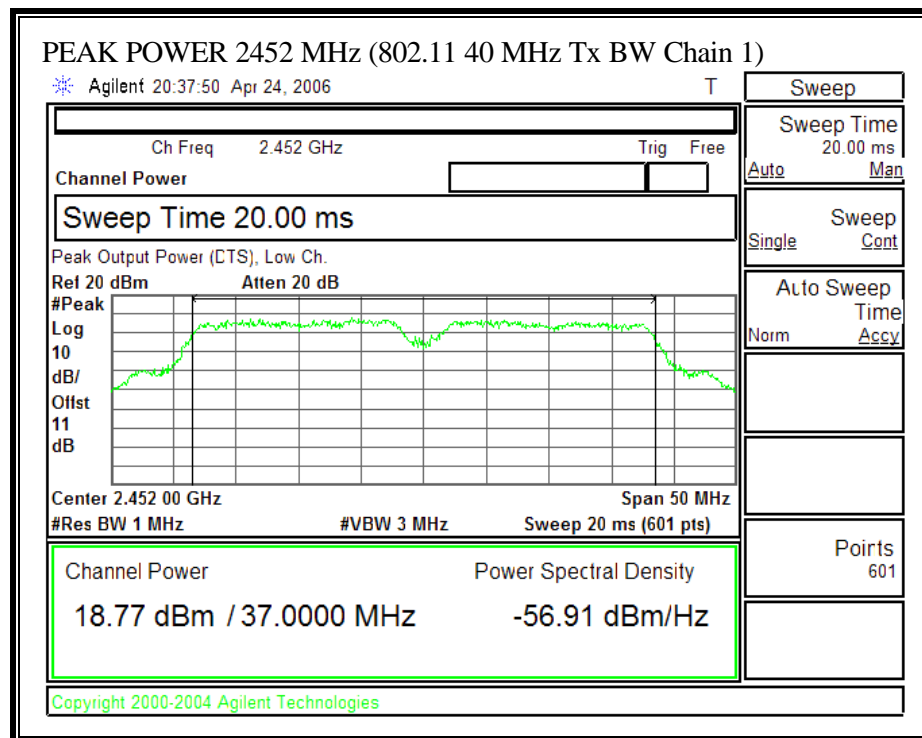 PEAK POWER 2452 MHz (802.11 40 MHz Tx BW Chain 1)
Agilent 20:37:50 Apr 24, 2006 T
Sweep
Ch Freq 2.452 GHz Trig Free
Channel Power
Sweep Time 20.00 ms
Peak Output Power (DTS), Low Ch.
Ref 20 dBm Atten 20 dB
#Peak
Log
10
dB/
Offst
11
dB
Center 2.452 00 GHz Span 50 MHz
#Res BW 1 MHz #VBW 3 MHz Sweep 20 ms (601 pts)
Channel Power Power Spectral Density
18.77 dBm / 37.0000 MHz -56.91 dBm/Hz
Copyright 2000-2004 Agilent Technologies
Sweep Time
20.00 ms
Auto Man
Sweep
Single Cont
Auto Sweep
Time
Norm Accy
Points
601